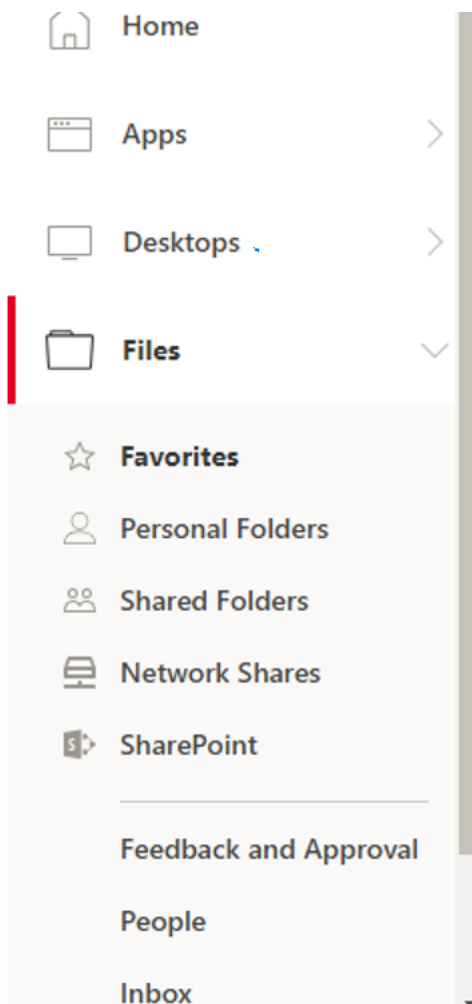 Home
Apps
Desktops
Files
Favorites
Personal Folders
Shared Folders
Network Shares
SharePoint
Feedback and Approval
People
Inbox